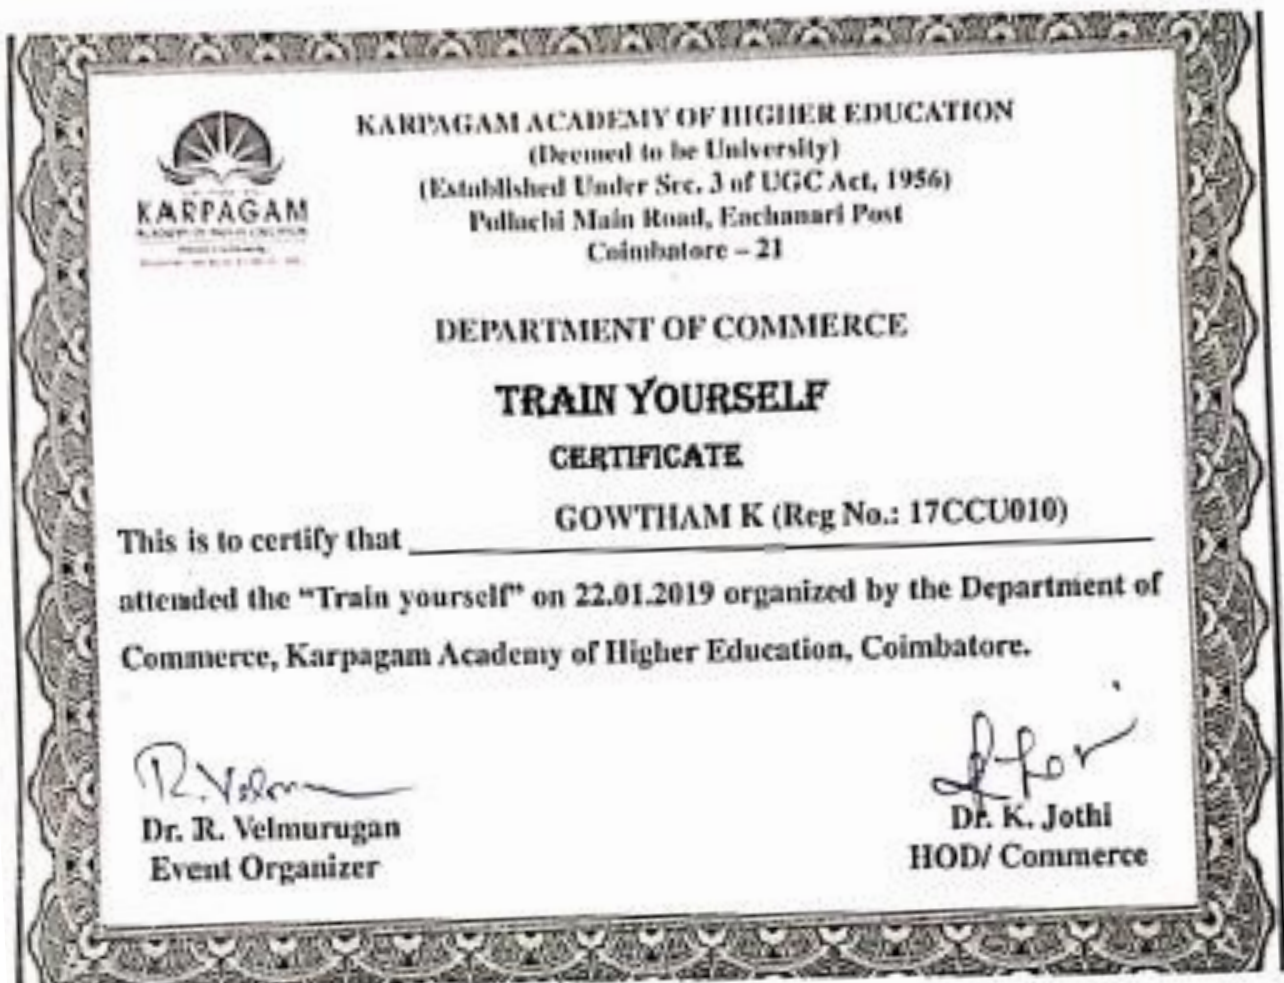 KARPAGAM ACADEMY OF HIGHER EDUCATION
(Deemed to be University)
(Established Under Sec. 3 of UGC Act, 1956)
Pollachi Main Road, Eachanari Post
Coimbatore – 21
KARPAGAM
DEPARTMENT OF COMMERCE
TRAIN YOURSELF
CERTIFICATE
This is to certify that GOWTHAM K (Reg No.: 17CCU010)
attended the “Train yourself” on 22.01.2019 organized by the Department of
Commerce, Karpagam Academy of Higher Education, Coimbatore.
Dr. R. Velmurugan
Event Organizer
Dr. K. Jothi
HOD/ Commerce